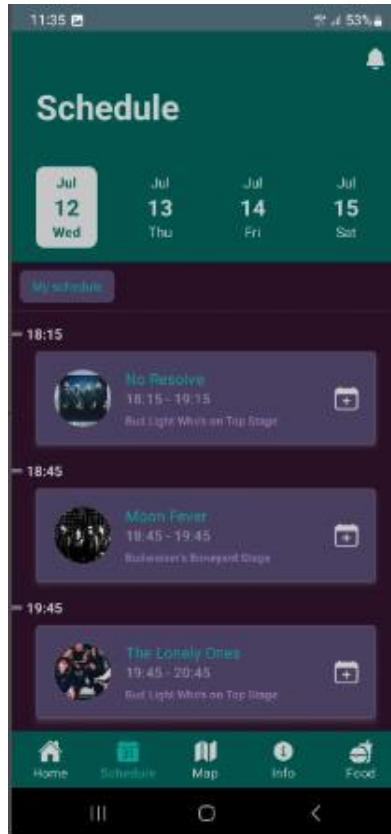 11:35
53%
Schedule
Jul Jul Jul Jul
12 13 14 15
Wed Thu Fri Sat
My schedule
18:15
No Resolve
18:15 - 19:15
Bud Light Who's on Top Stage
18:45
Moon Fever
18:45 - 19:45
Budweiser's Boneyard Stage
19:45
The Lonely Ones
19:45 - 20:45
Bud Light Who's on Top Stage
Home Schedule Map Info Food